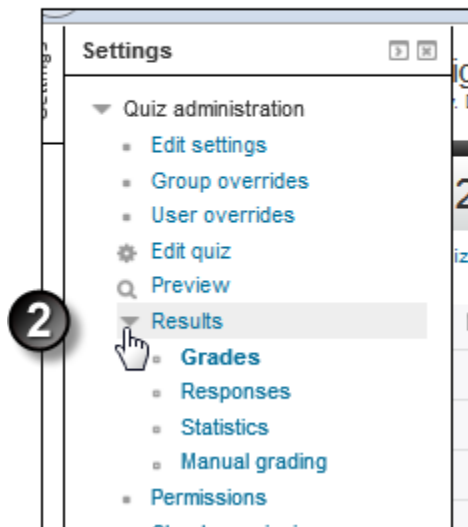 Settings
Settings
Quiz administration
Edit settings
Group overrides
User overrides
Edit quiz
Preview
2
Results
Grades
Responses
Statistics
Manual grading
Permissions